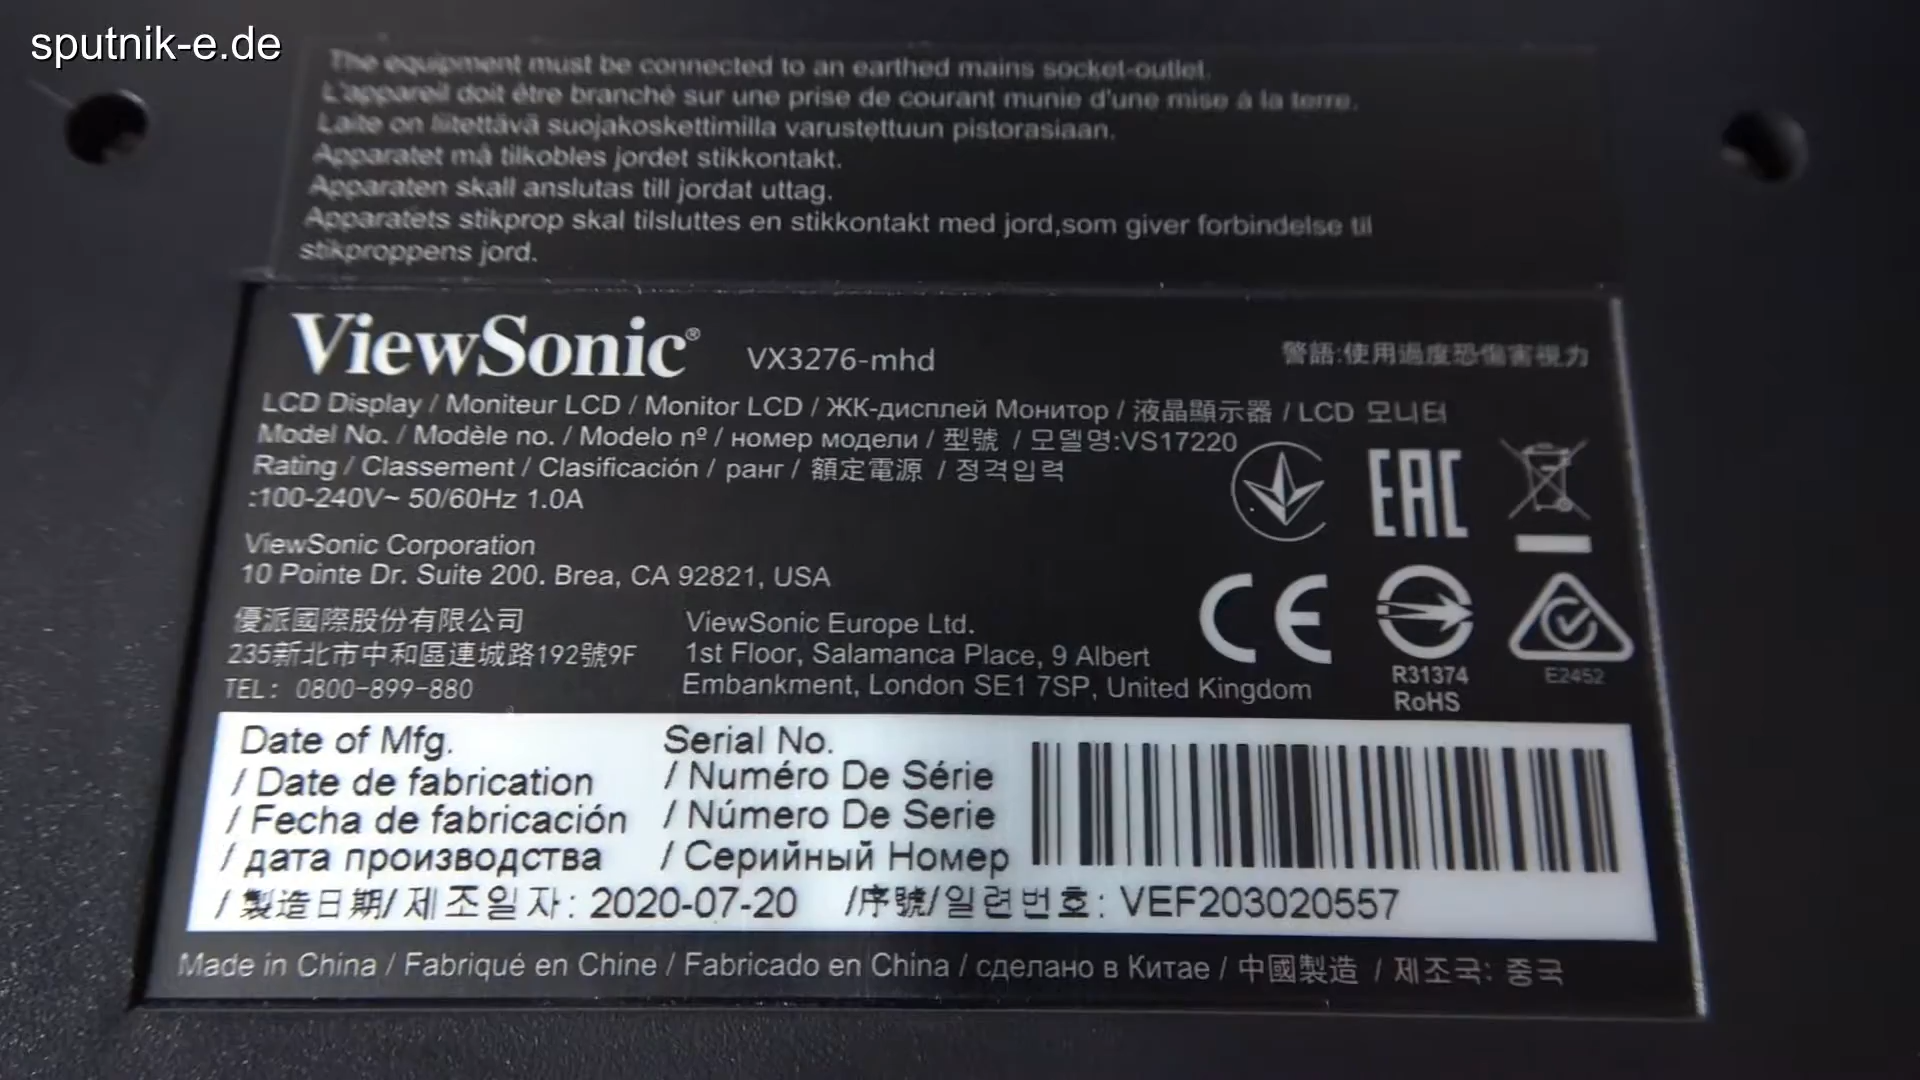 sputnik-e.de
The equipment must be connected to an earthed mains socket-outlet.
L'appareil doit être branché sur une prise de courant munie d'une mise à la terre.
Laite on liitettävä suojakoskettimilla varustettuun pistorasiaan.
Apparatet må tilkobles jordet stikkontakt.
Apparaten skall anslutas till jordat uttag.
Apparatets stikprop skal tilsluttes en stikkontakt med jord,som giver forbindelse til
stikproppens jord.
ViewSonic® VX3276-mhd 警語:使用過度恐傷害視力
LCD Display / Moniteur LCD / Monitor LCD / ЖК-дисплей Монитор / 液晶顯示器 / LCD 모니터
Model No. / Modèle no. / Modelo nº / номер модели / 型號 / 모델명:VS17220
Rating / Classement / Clasificación / ранг / 額定電源 / 정격입력
:100-240V~ 50/60Hz 1.0A
EAC
ViewSonic Corporation
10 Pointe Dr. Suite 200. Brea, CA 92821, USA
CE
優派國際股份有限公司
235新北市中和區連城路192號9F
TEL: 0800-899-880
ViewSonic Europe Ltd.
1st Floor, Salamanca Place, 9 Albert
Embankment, London SE1 7SP, United Kingdom
R31374
RoHS
E2452
Date of Mfg.
/ Date de fabrication
/ Fecha de fabricación
/ дата производства
/ 製造日期/ 제조일자: 2020-07-20
Serial No.
/ Numéro De Série
/ Número De Serie
/ Серийный Номер
/序號/일련번호: VEF203020557
Made in China / Fabriqué en Chine / Fabricado en China / сделано в Китае / 中國製造 / 제조국: 중국